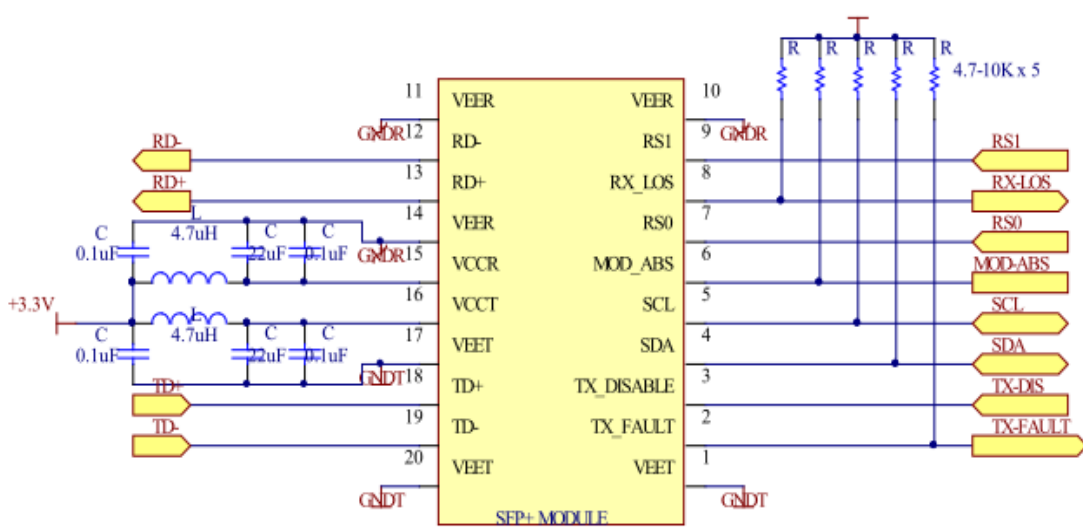 R R R R R
4.7-10K x 5
11 VEER VEER 10
GNDR GNDR
12 RD- RS1 9
RD- RS1
13 RD+ RX_LOS 8
RD+ RX-LOS
14 VEER RS0 7
L
C 4.7uH C C RS0
0.1uF 22uF 0.1uF GNDR
15 VCCR MOD_ABS 6
MOD-ABS
16 VCCT SCL 5
+3.3V SCL
L
C 4.7uH C C
0.1uF 22uF 0.1uF
17 VEET SDA 4
SDA
GNDT
18 TD+ TX_DISABLE 3
TD+ TX-DIS
19 TD- TX_FAULT 2
TD- TX-FAULT
20 VEET VEET 1
GNDT GNDT
SFP+ MODULE